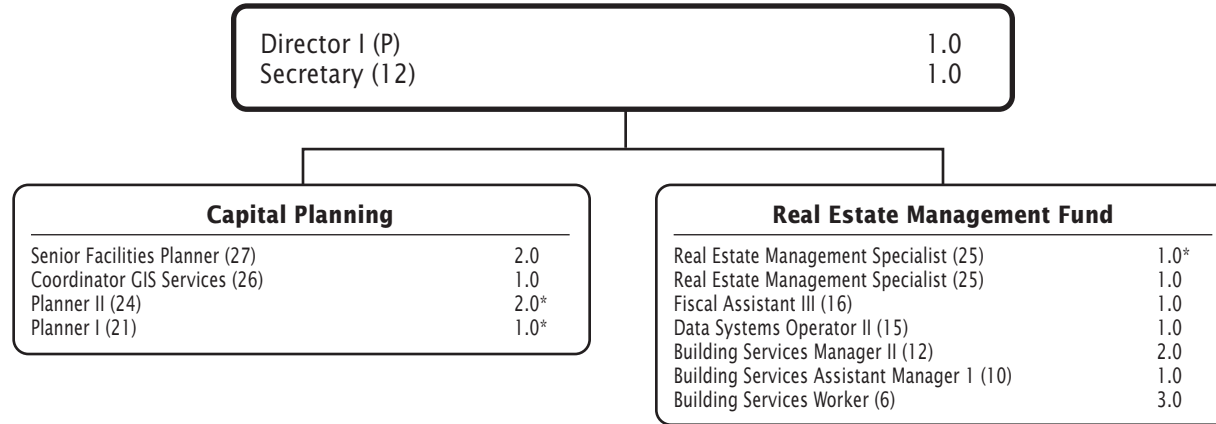 Director I (P) 1.0
Secretary (12) 1.0
Capital Planning
Senior Facilities Planner (27) 2.0
Coordinator GIS Services (26) 1.0
Planner II (24) 2.0*
Planner I (21) 1.0*
Real Estate Management Fund
Real Estate Management Specialist (25) 1.0*
Real Estate Management Specialist (25) 1.0
Fiscal Assistant III (16) 1.0
Data Systems Operator II (15) 1.0
Building Services Manager II (12) 2.0
Building Services Assistant Manager 1 (10) 1.0
Building Services Worker (6) 3.0